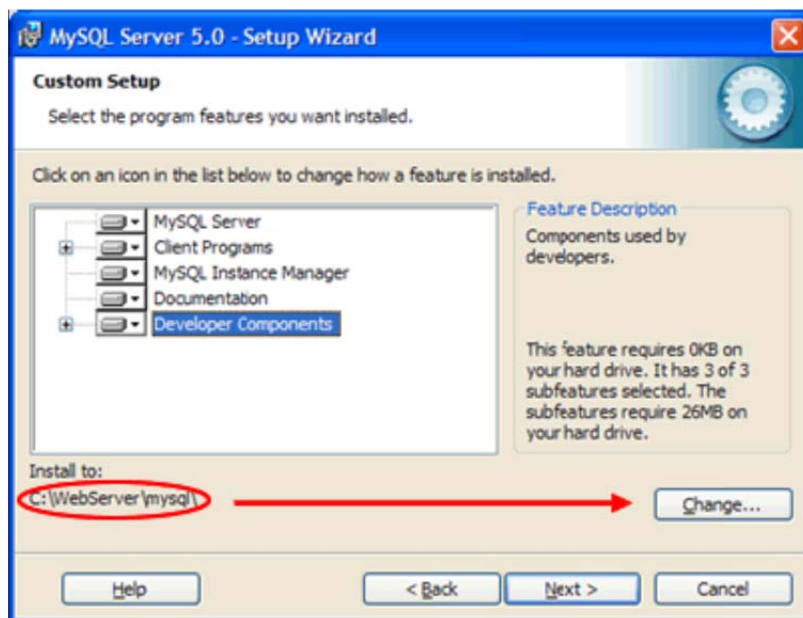 MySQL Server 5.0 - Setup Wizard
Custom Setup
Select the program features you want installed.
Click on an icon in the list below to change how a feature is installed.
MySQL Server
Client Programs
MySQL Instance Manager
Documentation
Developer Components
Feature Description
Components used by
developers.
This feature requires 0KB on
your hard drive. It has 3 of 3
subfeatures selected. The
subfeatures require 26MB on
your hard drive.
Install to:
C:\WebServer\mysql\
Change...
Help
< Back
Next >
Cancel